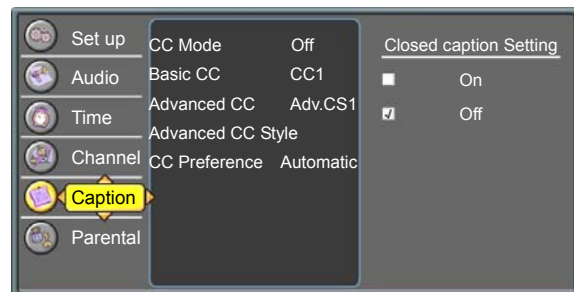 Set up
Audio
Time
Channel
Caption
Parental
CC Mode Off
Basic CC CC1
Advanced CC Adv.CS1
Advanced CC Style
CC Preference Automatic
Closed caption Setting
On
Off